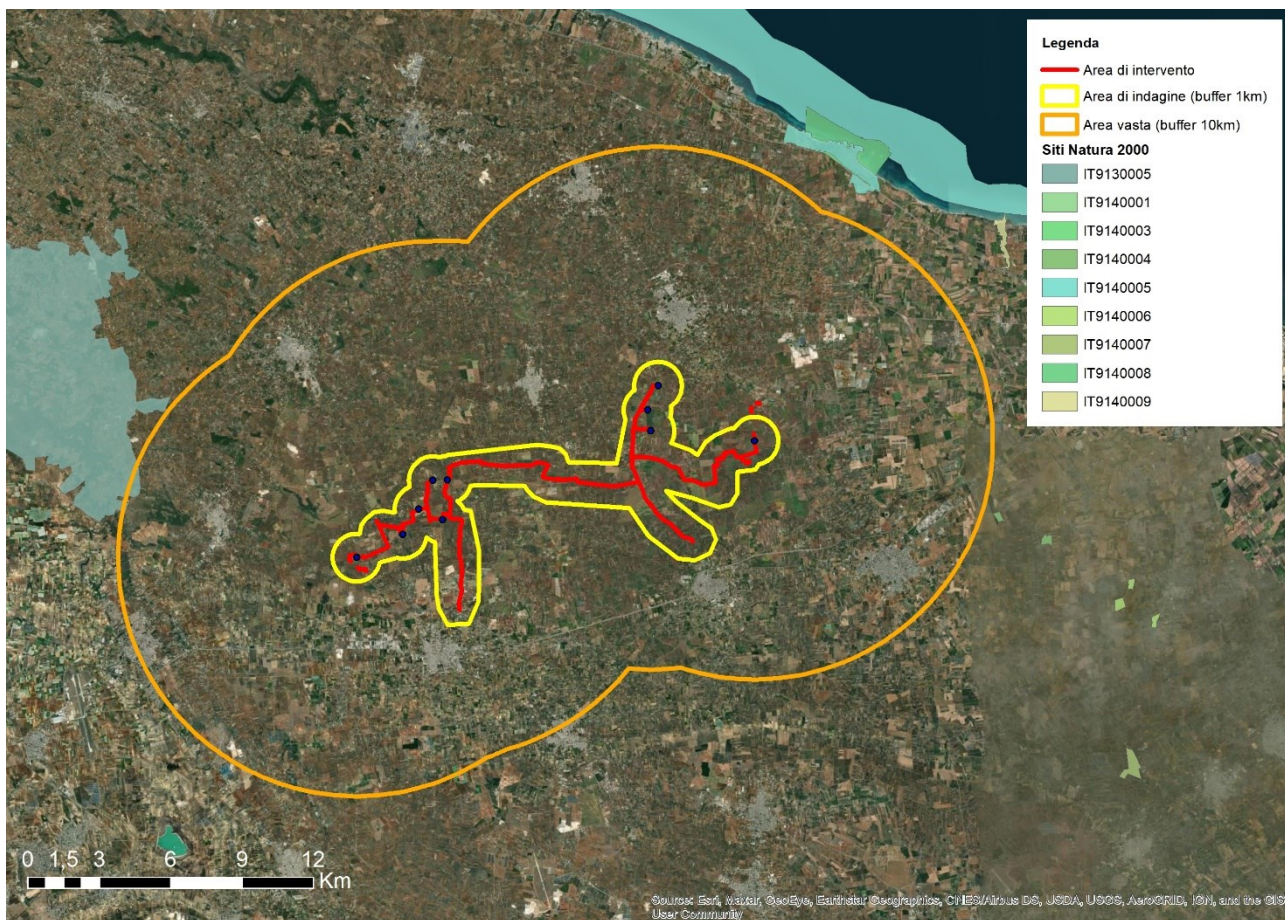 Legenda
Area di intervento
Area di indagine (buffer 1km)
Area vasta (buffer 10km)
Siti Natura 2000
IT9130005
IT9140001
IT9140003
IT9140004
IT9140005
IT9140006
IT9140007
IT9140008
IT9140009
0 1,5 3 6 9 12
Km
Source: Esri, Maxar, GeoEye, Earthstar Geographics, CNES/Airbus DS, USDA, USGS, AeroGRID, IGN, and the GIS
User Community